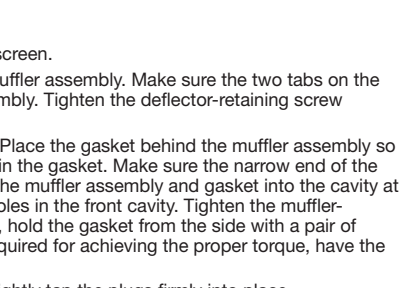 screen.
uffler assembly. Make sure the two tabs on the
mbly. Tighten the deflector-retaining screw
Place the gasket behind the muffler assembly so
in the gasket. Make sure the narrow end of the
he muffler assembly and gasket into the cavity at
oles in the front cavity. Tighten the muffler-
, hold the gasket from the side with a pair of
quired for achieving the proper torque, have the
ghtly tap the plugs firmly into place.